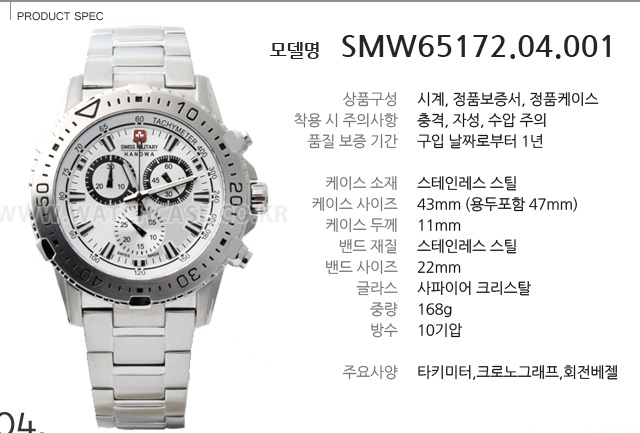 PRODUCT SPEC
모델명 SMW65172.04.001
상품구성 시계, 정품보증서, 정품케이스
착용 시 주의사항 충격, 자성, 수압 주의
품질 보증 기간 구입 날짜로부터 1년
케이스 소재 스테인레스 스틸
케이스 사이즈 43mm (용두포함 47mm)
케이스 두께 11mm
밴드 재질 스테인레스 스틸
밴드 사이즈 22mm
글라스 사파이어 크리스탈
중량 168g
방수 10기압
주요사양 타키미터,크로노그래프,회전베젤
TACHYMETER
SWISS MILITARY
HANOWA
10
20
30
40
50
04.